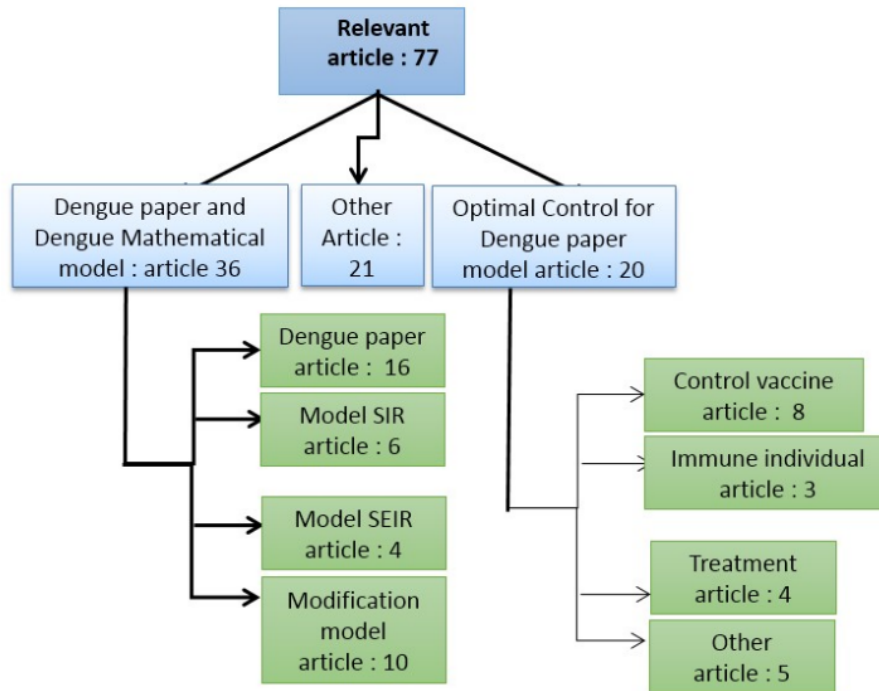 Relevant
article : 77
Dengue paper and
Dengue Mathematical
model : article 36
Other
Article :
21
Optimal Control for
Dengue paper
model article : 20
Dengue paper
article :  16
Model SIR
article : 6
Model SEIR
article : 4
Modification
model
article : 10
Control vaccine
article :  8
Immune individual
article : 3
Treatment
article : 4
Other
article : 5